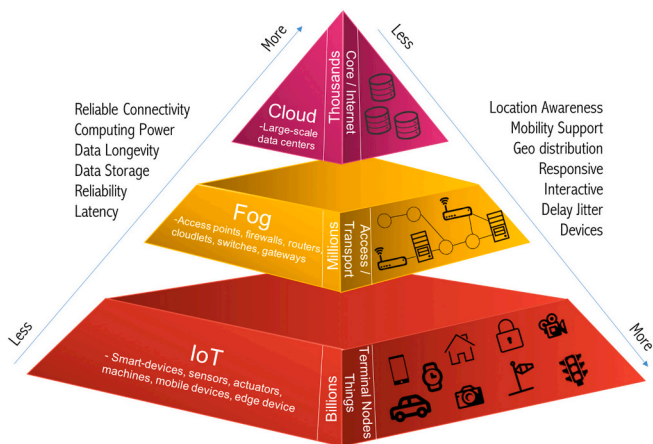 More
Less
Thousands
Core / Internet
Cloud
-Large-scale
data centers
Reliable Connectivity
Computing Power
Data Longevity
Data Storage
Reliability
Latency
Location Awareness
Mobility Support
Geo distribution
Responsive
Interactive
Delay Jitter
Devices
Fog
-Access points, firewalls, routers,
cloudlets, switches, gateways
Millions
Access /
Transport
Less
More
IoT
- Smart-devices, sensors, actuators,
machines, mobile devices, edge device
Billions
Terminal Nodes
Things